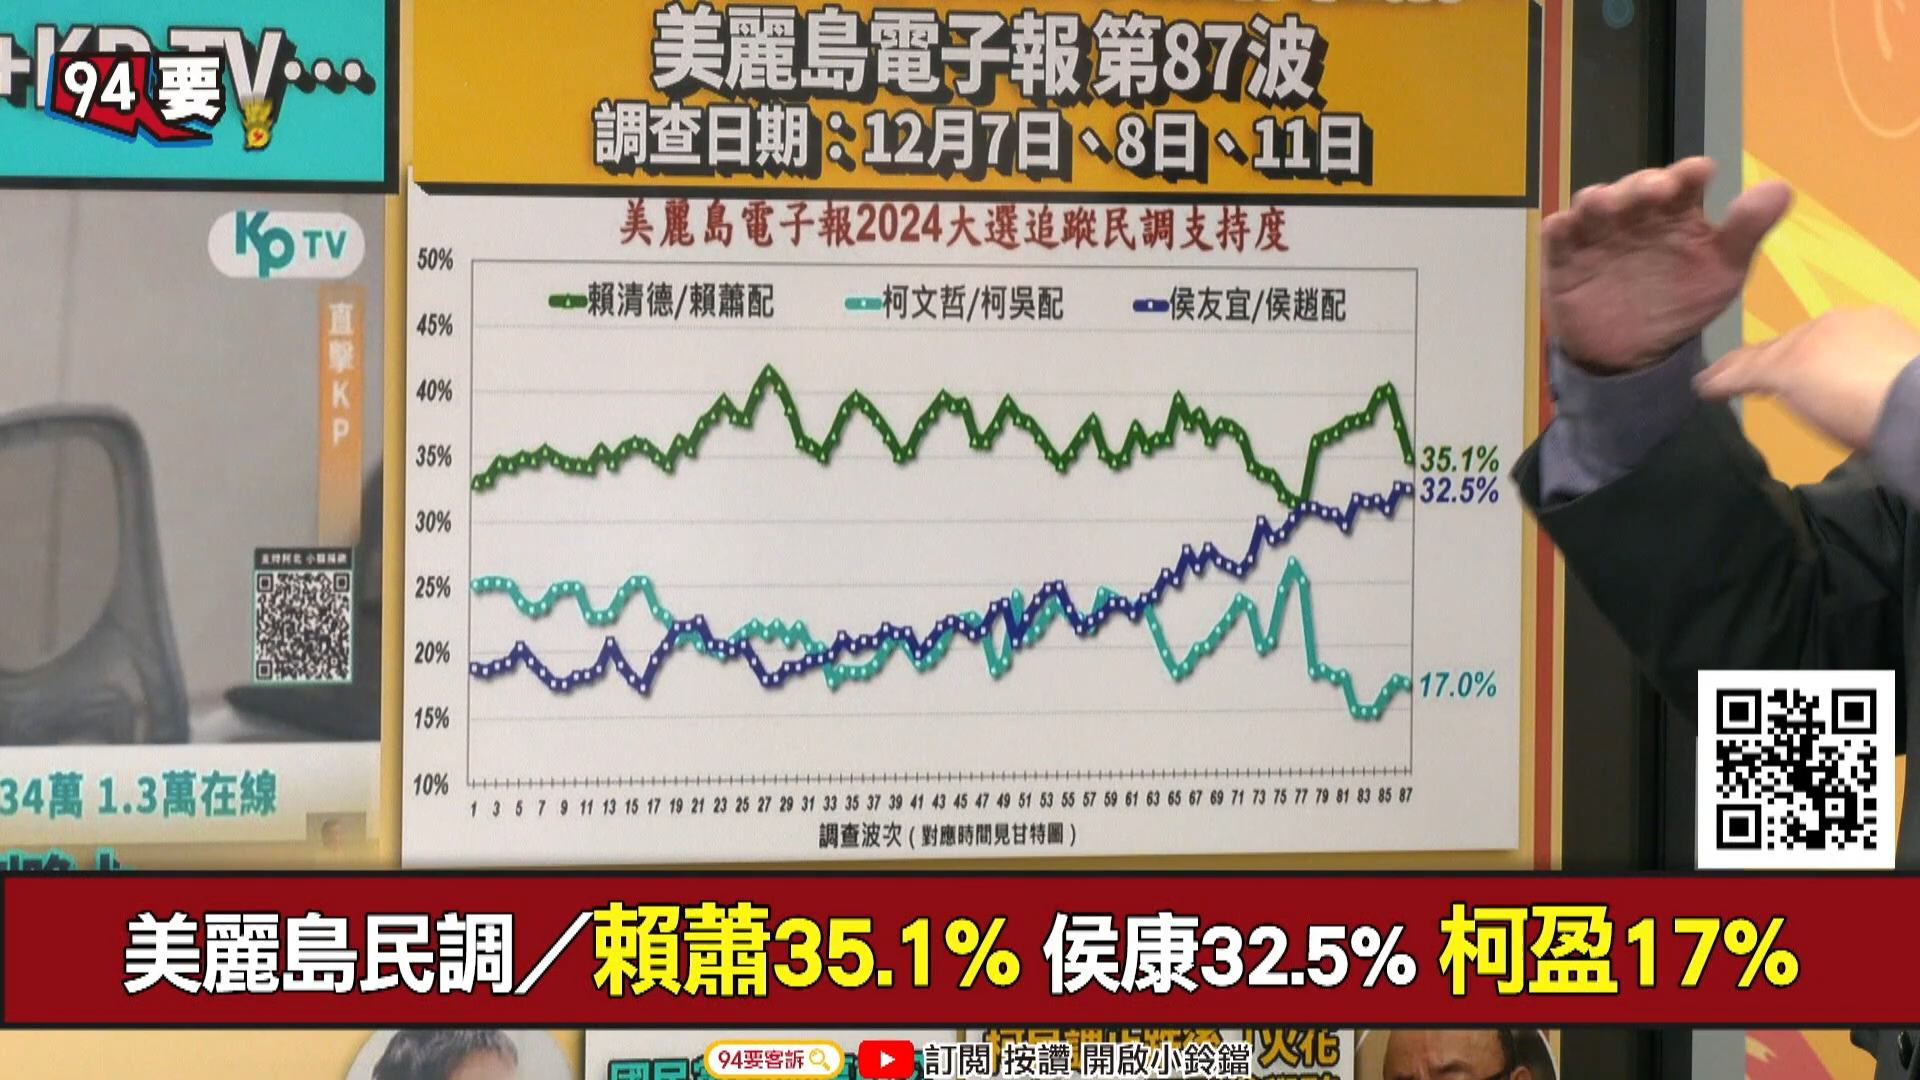 94要
TV…
美麗島電子報 第87波
調查日期：12月7日、8日、11日
KP TV
直擊KP
美麗島電子報2024大選追蹤民調支持度
賴清德/賴蕭配
柯文哲/柯吳配
侯友宜/侯趙配
50%
45%
40%
35%
30%
25%
20%
15%
10%
35.1%
32.5%
17.0%
1 3 5 7 9 11 13 15 17 19 21 23 25 27 29 31 33 35 37 39 41 43 45 47 49 51 53 55 57 59 61 63 65 67 69 71 73 75 77 79 81 83 85 87
調查波次（對應時間見甘特圖）
34萬 1.3萬在線
美麗島民調／賴蕭35.1% 侯康32.5% 柯盈17%
94要客訴
訂閱 按讚 開啟小鈴鐺